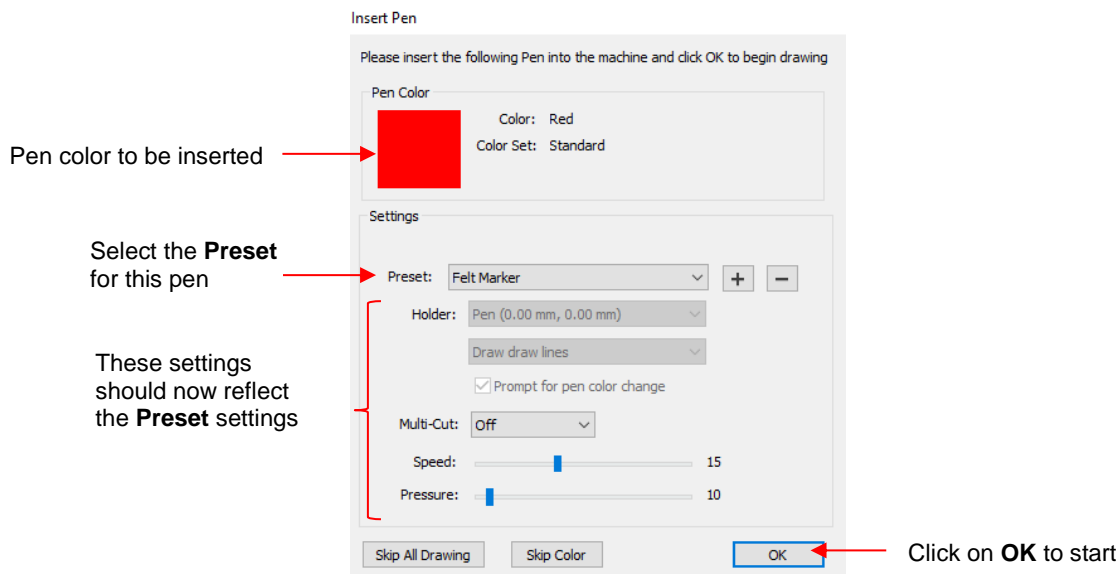 Insert Pen
Please insert the following Pen into the machine and click OK to begin drawing
Pen Color
Color: Red
Color Set: Standard
Pen color to be inserted
Settings
Select the Preset
for this pen
Preset: Felt Marker + −
Holder: Pen (0.00 mm, 0.00 mm)
Draw draw lines
Prompt for pen color change
These settings
should now reflect
the Preset settings
Multi-Cut: Off
Speed: 15
Pressure: 10
Skip All Drawing Skip Color OK
Click on OK to start